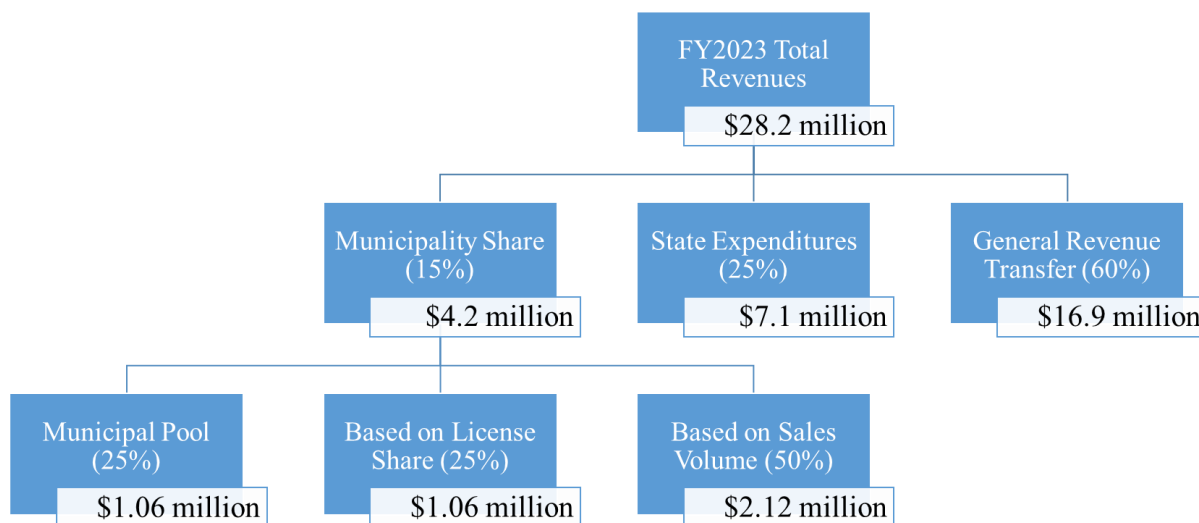 FY2023 Total
Revenues
$28.2 million
Municipality Share
(15%)
$4.2 million
State Expenditures
(25%)
$7.1 million
General Revenue
Transfer (60%)
$16.9 million
Municipal Pool
(25%)
$1.06 million
Based on License
Share (25%)
$1.06 million
Based on Sales
Volume (50%)
$2.12 million